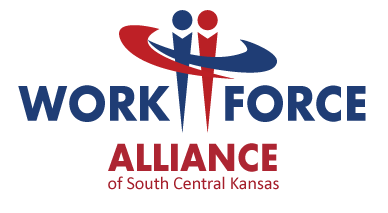 WORK FORCE
ALLIANCE
of South Central Kansas